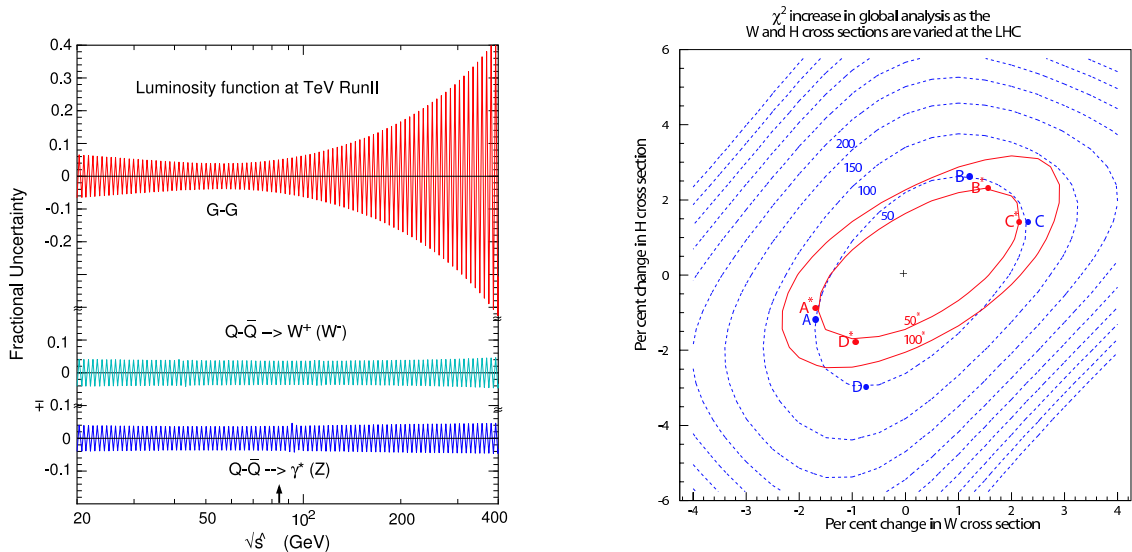 0.4
0.3
0.2
0.1
0
-0.1
-0.2
0.1
0
±
0.1
0
-0.1
Fractional Uncertainty
Luminosity function at TeV RunII
G-G
Q-Q̄ --> W⁺ (W⁻)
Q-Q̄ --> γ* (Z)
20
50
10²
200
400
√ŝ (GeV)
χ² increase in global analysis as the
W and H cross sections are varied at the LHC
6
4
2
0
-2
-4
-6
Per cent change in H cross section
200
150
100
50
B
B*
C*
C
A*
A
D*
D
50*
100*
-4
-3
-2
-1
0
1
2
3
4
Per cent change in W cross section